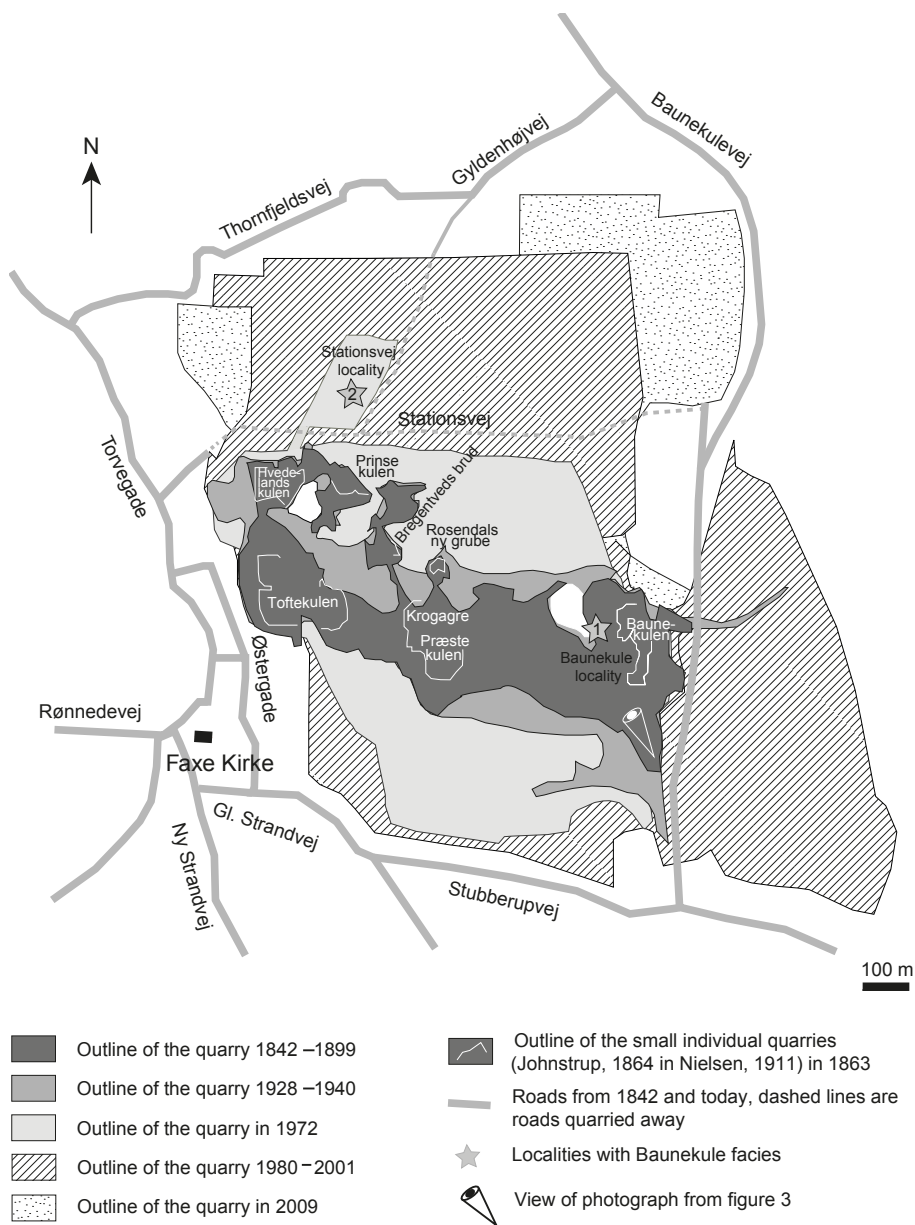 Baunekulevej
Gyldenhøjvej
N
Thornfjeldsvej
Stationsvej
locality
2
Stationsvej
Torvegade
Prinse
kulen
Hvede-
lands
kulen
Bregentveds brud
Rosendals
ny grube
Toftekulen
Krogagre
Præste
kulen
1
Baune-
kulen
Baunekule
locality
Østergade
Rønnedevej
Faxe Kirke
Gl. Strandvej
Ny Strandvej
Stubberupvej
100 m
Outline of the quarry 1842 –1899
Outline of the quarry 1928 –1940
Outline of the quarry in 1972
Outline of the quarry 1980 – 2001
Outline of the quarry in 2009
Outline of the small individual quarries
(Johnstrup, 1864 in Nielsen, 1911) in 1863
Roads from 1842 and today, dashed lines are
roads quarried away
Localities with Baunekule facies
View of photograph from figure 3